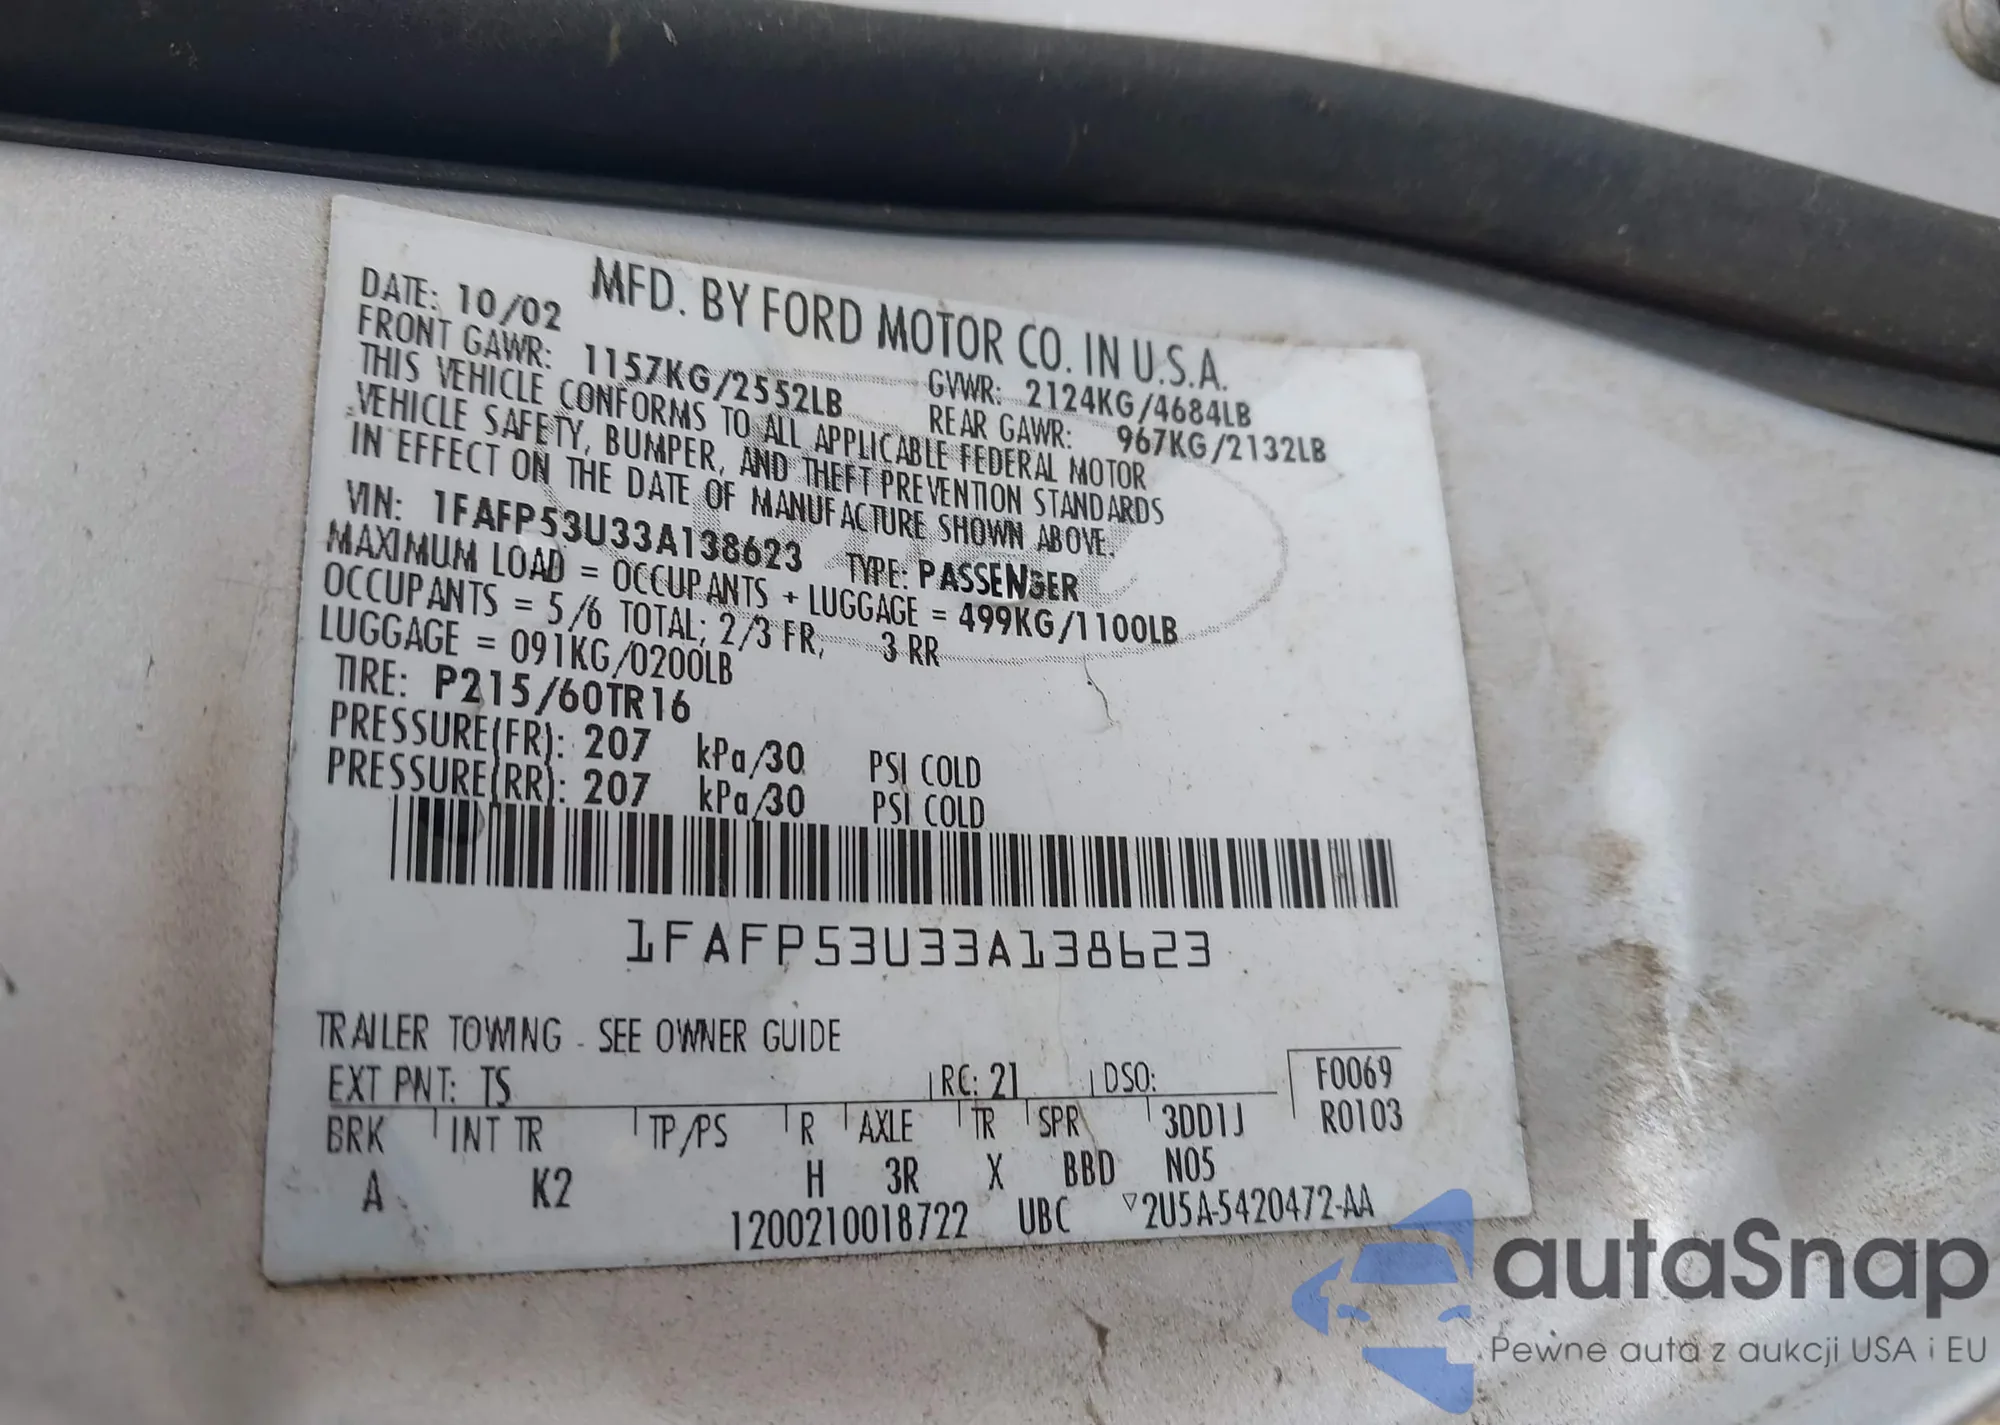 MFD. BY FORD MOTOR CO. IN U.S.A.
DATE: 10/02 GVWR: 2124KG/4684LB
FRONT GAWR: 1157KG/2552LB REAR GAWR: 967KG/2132LB
THIS VEHICLE CONFORMS TO ALL APPLICABLE FEDERAL MOTOR
VEHICLE SAFETY, BUMPER, AND THEFT PREVENTION STANDARDS
IN EFFECT ON THE DATE OF MANUFACTURE SHOWN ABOVE.
VIN: 1FAFP53U33A138623 TYPE: PASSENGER
MAXIMUM LOAD = OCCUPANTS + LUGGAGE = 499KG/1100LB
OCCUPANTS = 5/6 TOTAL; 2/3 FR, 3 RR
LUGGAGE = 091KG/0200LB
TIRE: P215/60TR16
PRESSURE(FR): 207 kPa/30 PSI COLD
PRESSURE(RR): 207 kPa/30 PSI COLD
1FAFP53U33A138623
TRAILER TOWING - SEE OWNER GUIDE
EXT PNT: TS RC: 21 DSO: F0069
BRK INT TR TP/PS R AXLE TR SPR 3DD1J R0103
A K2 H 3R X BBD N05
1200210018722 UBC ▽2U5A-5420472-AA
autaSnap
Pewne auta z aukcji USA i EU